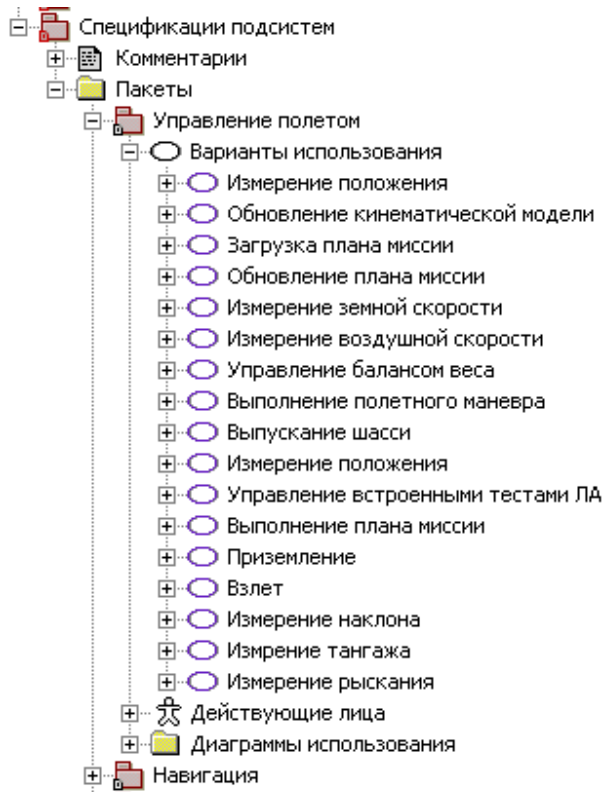 Спецификации подсистем
Комментарии
Пакеты
Управление полетом
Варианты использования
Измерение положения
Обновление кинематической модели
Загрузка плана миссии
Обновление плана миссии
Измерение земной скорости
Измерение воздушной скорости
Управление балансом веса
Выполнение полетного маневра
Выпускание шасси
Измерение положения
Управление встроенными тестами ЛА
Выполнение плана миссии
Приземление
Взлет
Измерение наклона
Измрение тангажа
Измерение рыскания
Действующие лица
Диаграммы использования
Навигация